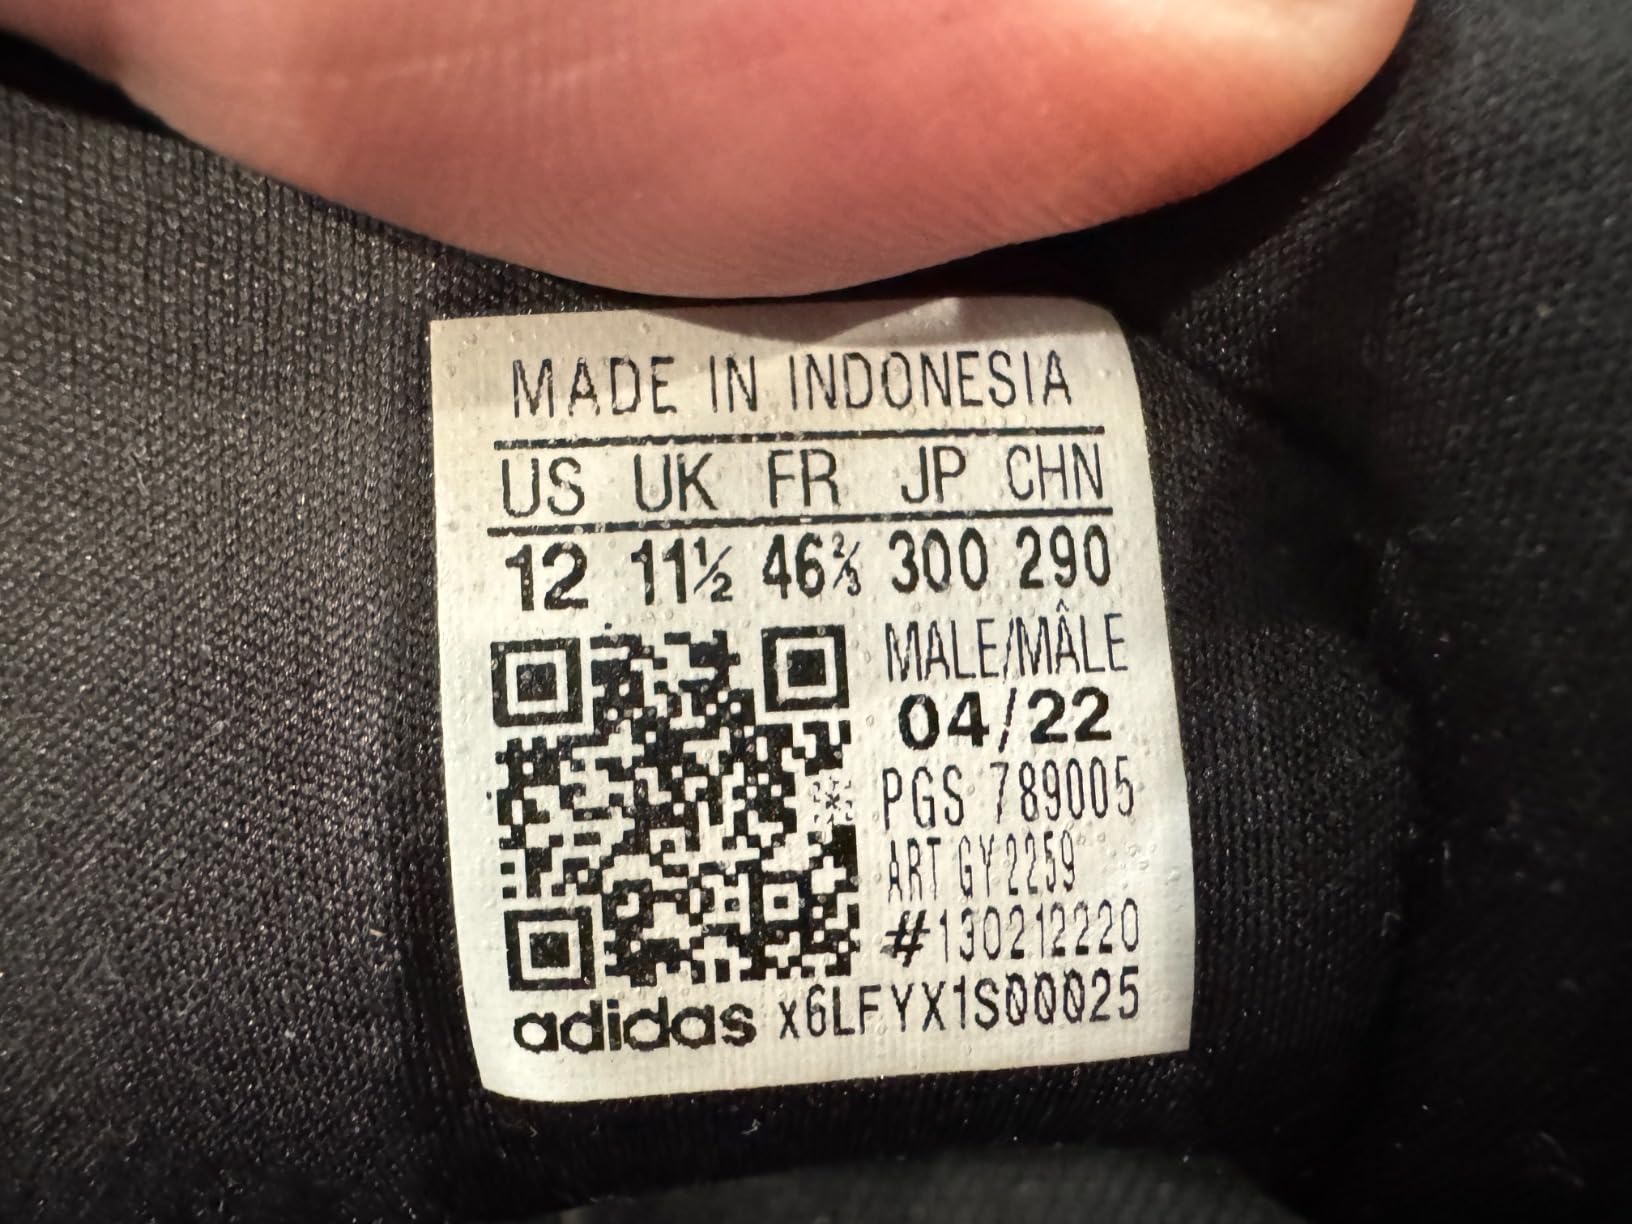 MADE IN INDONESIA
US UK FR JP CHN
12 11½ 46⅔ 300 290
MALE/MÂLE
04/22
PGS 789005
ART GY2259
#130212220
adidas x6LFYX1S00025